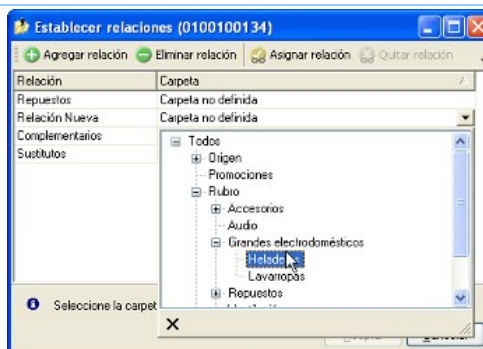 Establecer relaciones (0100100134)
Agregar relación Eliminar relación Asignar relación Quitar relación
Relación Carpeta
Repuestos Carpeta no definida
Relación Nueva Carpeta no definida
Complementarios
Sustitutos
Todos
Origen
Promociones
Rubro
Accesorios
Audio
Grandes electrodomésticos
Lavarropas
Repuestos
Seleccione la carpet